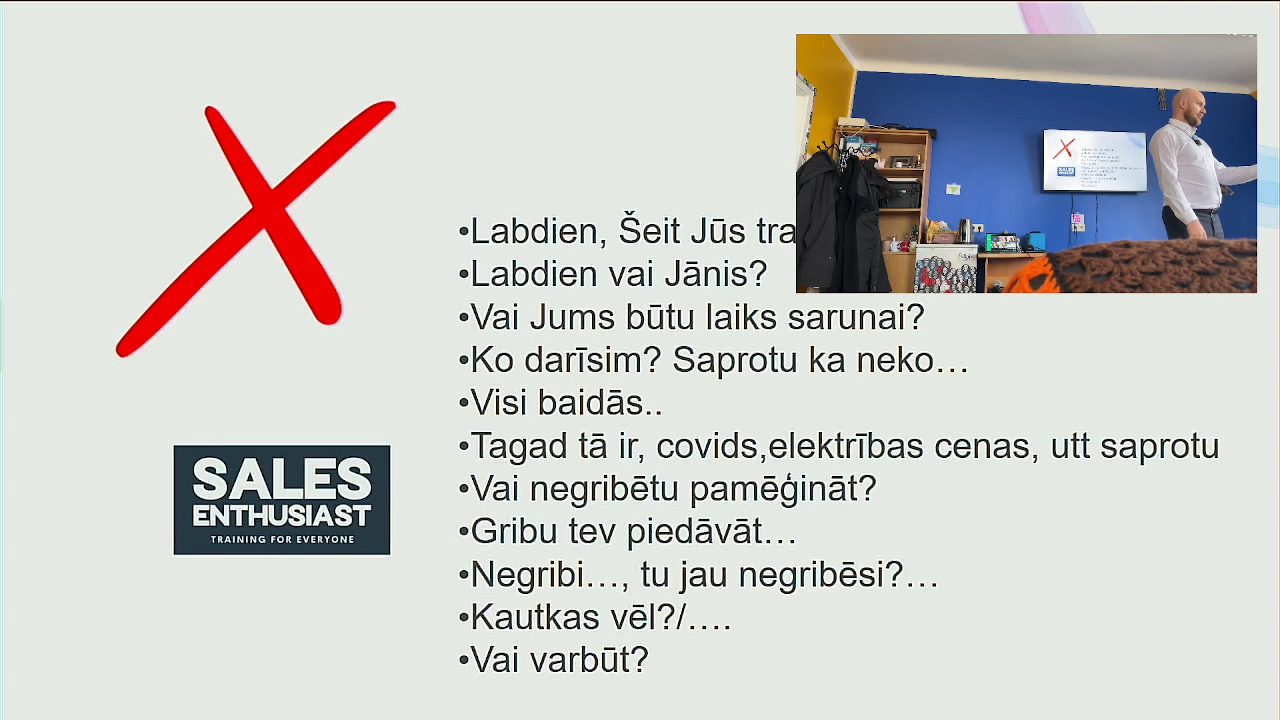 •Labdien, Šeit Jūs
•Labdien vai Jānis?
•Vai Jums būtu laiks sarunai?
•Ko darīsim? Saprotu ka neko…
•Visi baidās..
•Tagad tā ir, covids,elektrības cenas, utt saprotu
•Vai negribētu pamēģināt?
•Gribu tev piedāvāt…
•Negribi…, tu jau negribēsi?…
•Kautkas vēl?/….
•Vai varbūt?
SALES
ENTHUSIAST
TRAINING FOR EVERYONE
SALES